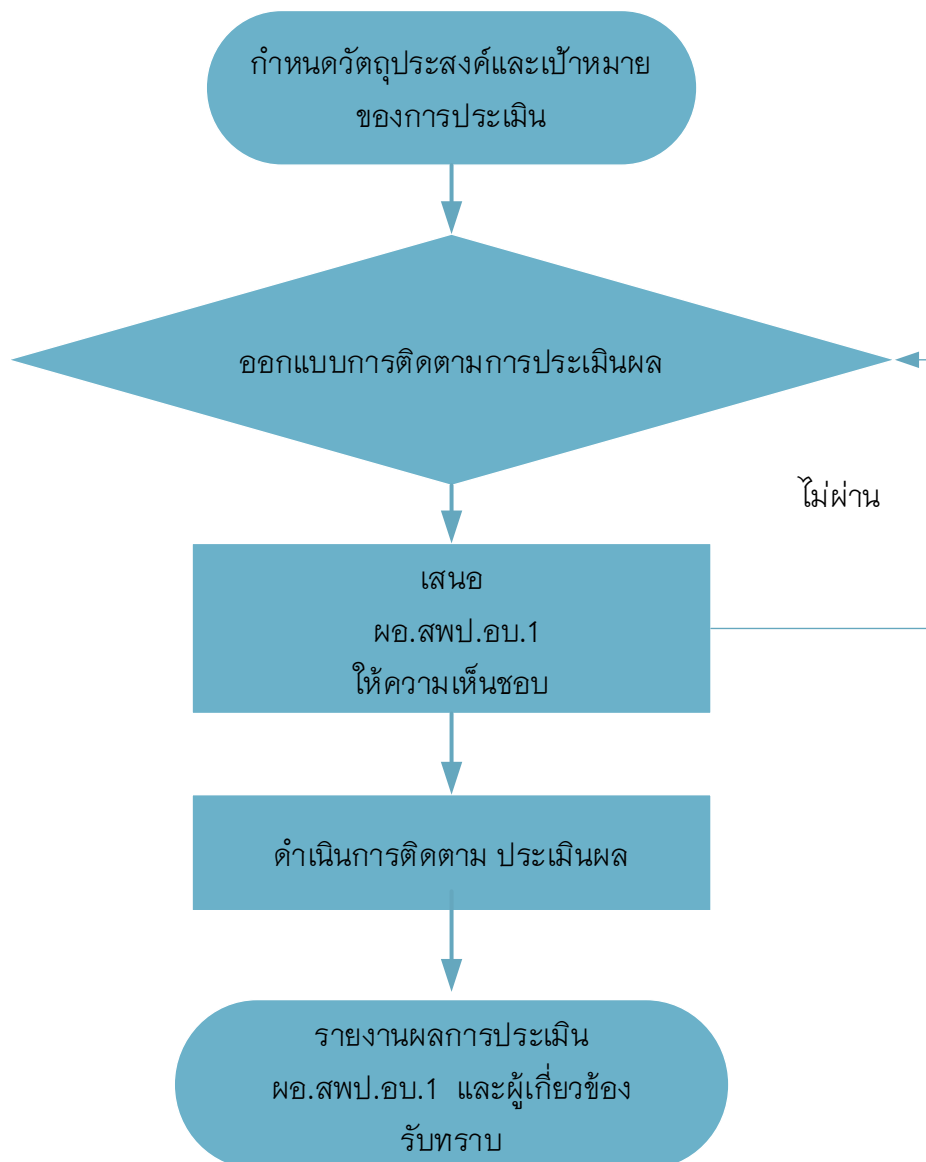 กำหนดวัตถุประสงค์และเป้าหมาย
ของการประเมิน
ออกแบบการติดตามการประเมินผล
ไม่ผ่าน
เสนอ
ผอ.สพป.อบ.1
ให้ความเห็นชอบ
ดำเนินการติดตาม ประเมินผล
รายงานผลการประเมิน
ผอ.สพป.อบ.1 และผู้เกี่ยวข้อง
รับทราบ